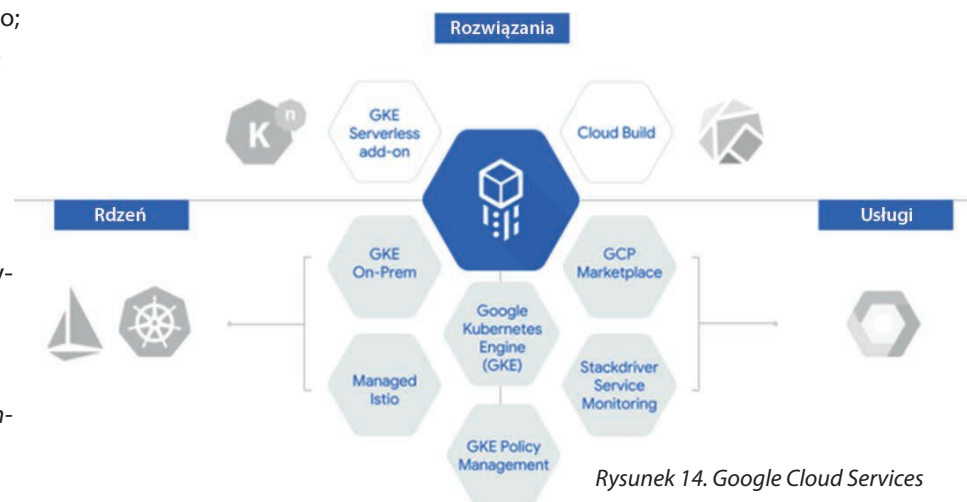 o;
Rozwiązania
K
n
GKE
Serverless
add-on
Cloud Build
Rdzeń
Usługi
GKE
On-Prem
GCP
Marketplace
y-
Google
Kubernetes
Engine
(GKE)
Managed
Istio
Stackdriver
Service
Monitoring
n-
GKE Policy
Management
Rysunek 14. Google Cloud Services